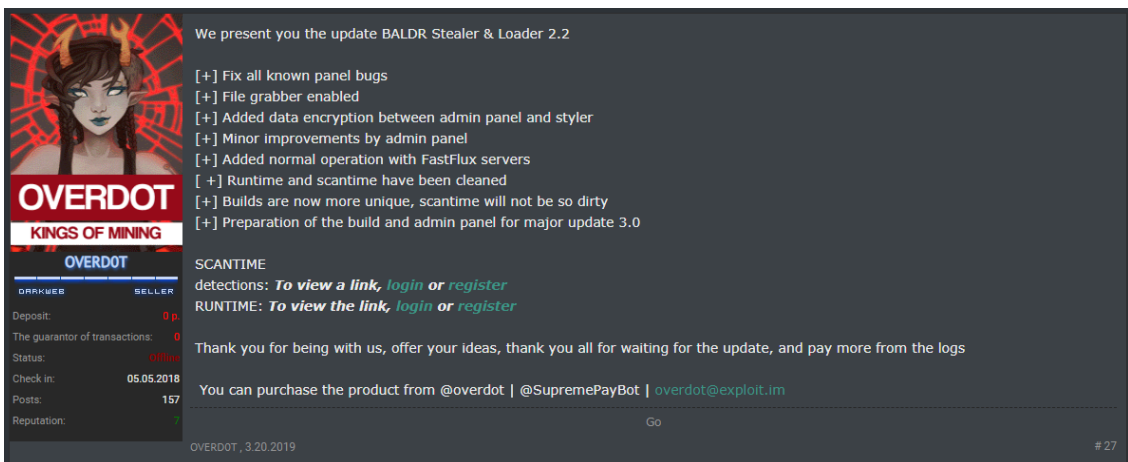 We present you the update BALDR Stealer & Loader 2.2
[+] Fix all known panel bugs
[+] File grabber enabled
[+] Added data encryption between admin panel and styler
[+] Minor improvements by admin panel
[+] Added normal operation with FastFlux servers
[ +] Runtime and scantime have been cleaned
[+] Builds are now more unique, scantime will not be so dirty
[+] Preparation of the build and admin panel for major update 3.0
SCANTIME
detections: To view a link, login or register
RUNTIME: To view the link, login or register
Thank you for being with us, offer your ideas, thank you all for waiting for the update, and pay more from the logs
You can purchase the product from @overdot | @SupremePayBot | overdot@exploit.im
Go
OVERD0T , 3.20.2019 # 27
OVERDOT
KINGS OF MINING
OVERD0T
DARKWEB SELLER
Deposit: 0 p.
The guarantor of transactions: 0
Status: Offline
Check in: 05.05.2018
Posts: 157
Reputation: 7